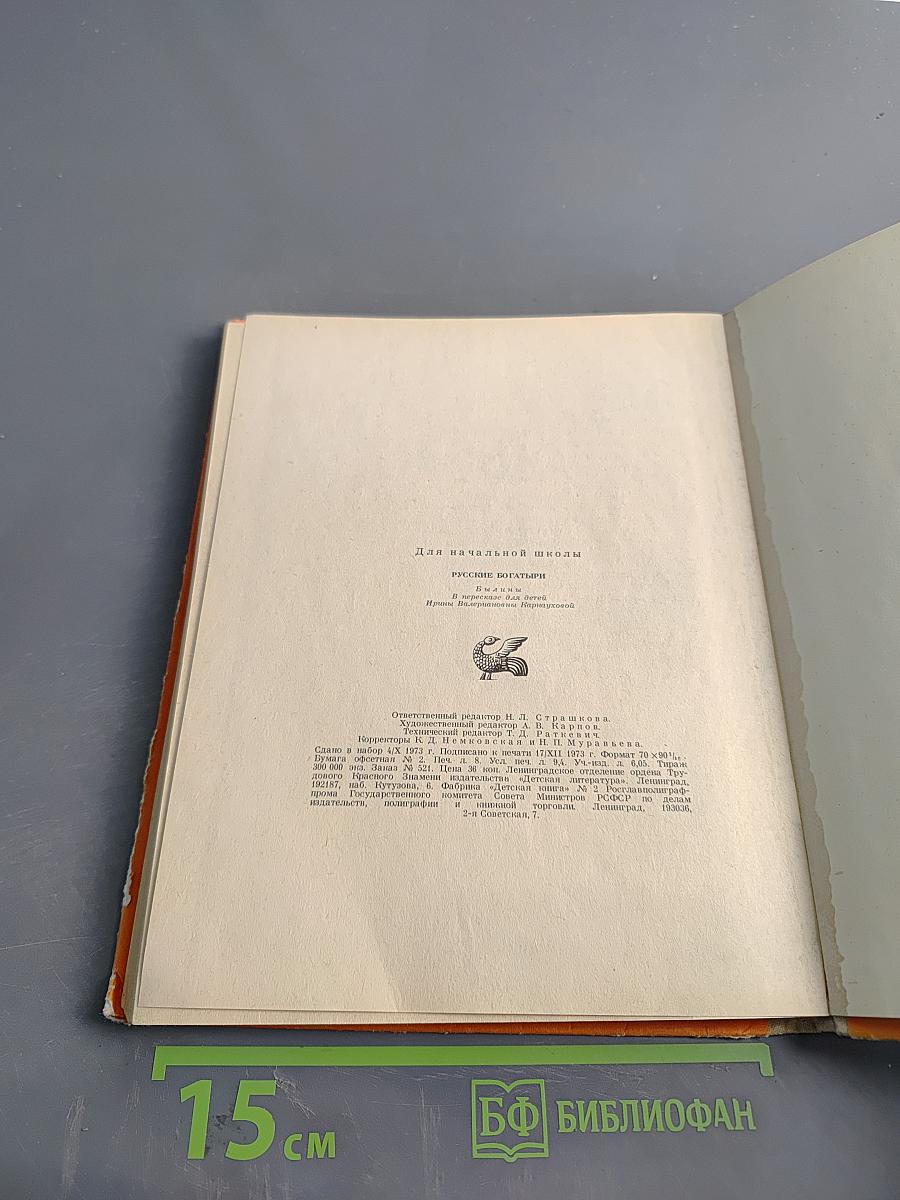 Для начальной школы
РУССКИЕ БОГАТЫРИ
Былины
В пересказе для детей
Ирины Валериановны Карнауховой
Ответственный редактор Н. Л. Страшкова.
Художественный редактор А. В. Карпов.
Технический редактор Т. Д. Раткевич.
Корректоры К. Д. Немковская и Н. П. Муравьева.
Сдано в набор 4/X 1973 г. Подписано к печати 17/XII 1973 г. Формат 70×90 1/16.
Бумага офсетная № 2. Печ. л. 8. Усл. печ. л. 9,4. Уч.-изд. л. 6,05. Тираж
300 000 экз. Заказ № 521. Цена 36 коп. Ленинградское отделение ордена Тру-
дового Красного Знамени издательства «Детская литература». Ленинград,
192187, наб. Кутузова, 6. Фабрика «Детская книга» № 2 Росглавполиграф-
прома Государственного комитета Совета Министров РСФСР по делам
издательств, полиграфии и книжной торговли. Ленинград, 193036,
2-я Советская, 7.
15 см
БФ БИБЛИОФАН